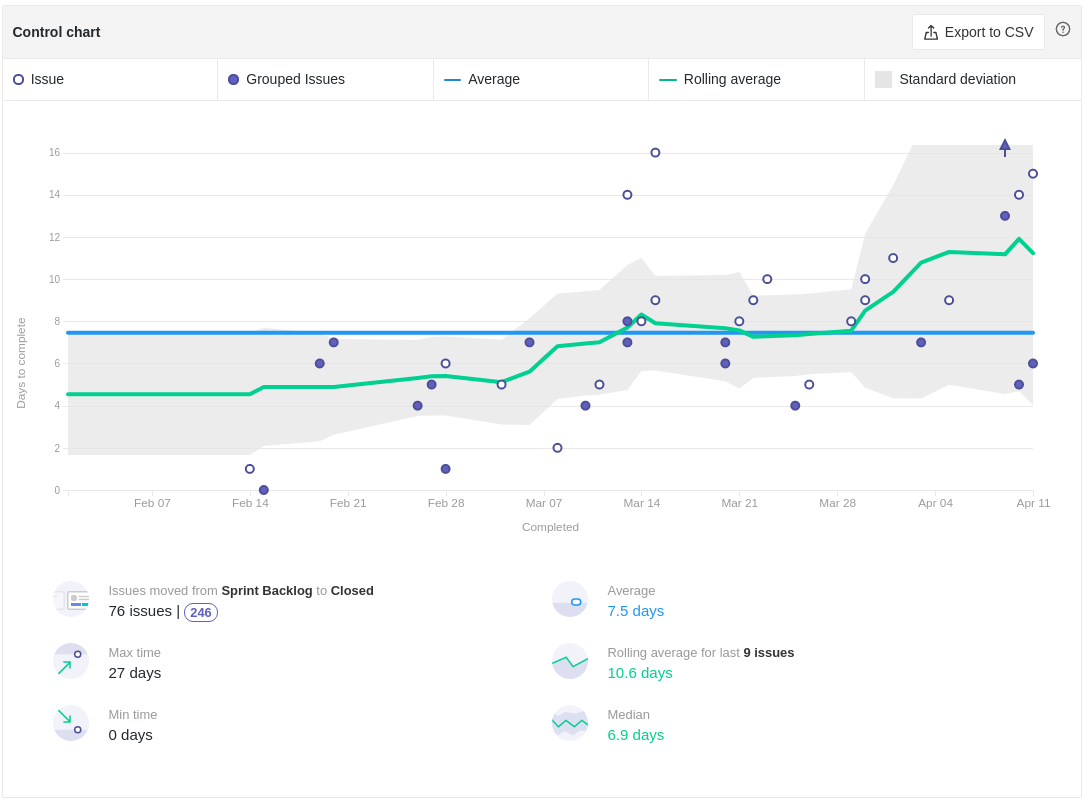 Control chart
Export to CSV
?
Issue
Grouped Issues
Average
Rolling average
Standard deviation
16
14
12
10
8
6
4
2
0
Days to complete
Feb 07
Feb 14
Feb 21
Feb 28
Mar 07
Mar 14
Mar 21
Mar 28
Apr 04
Apr 11
Completed
Issues moved from Sprint Backlog to Closed
76 issues | 246
Average
7.5 days
Max time
27 days
Rolling average for last 9 issues
10.6 days
Min time
0 days
Median
6.9 days